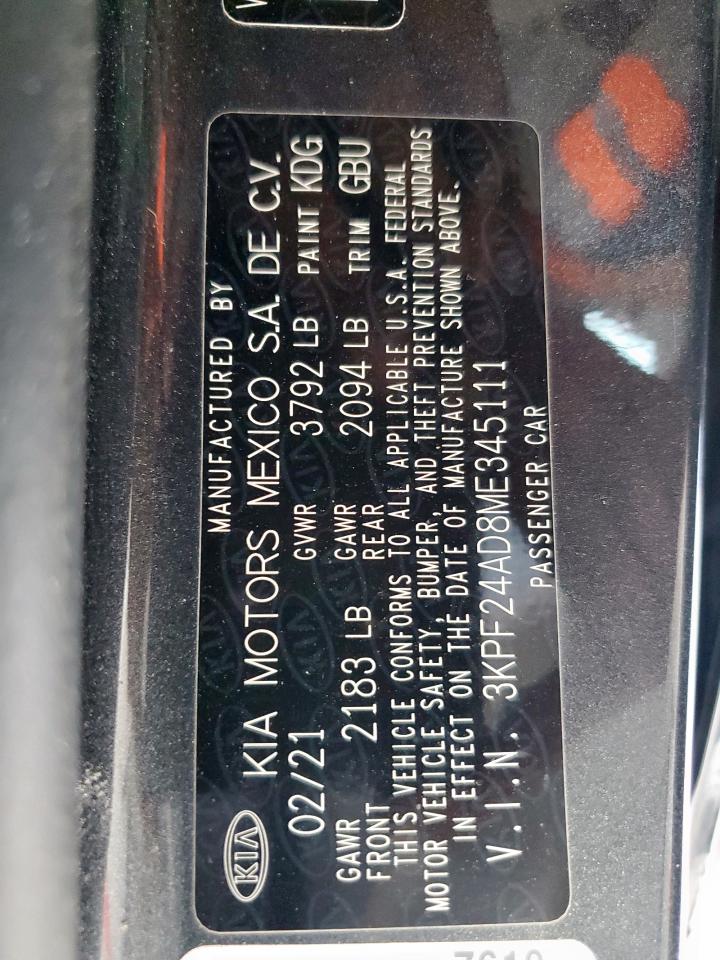 MANUFACTURED BY
KIA KIA MOTORS MEXICO S.A. DE C.V.
02/21 GVWR 3792 LB PAINT KDG
GAWR FRONT 2183 LB GAWR REAR 2094 LB TRIM GBU
THIS VEHICLE CONFORMS TO ALL APPLICABLE U.S.A. FEDERAL
MOTOR VEHICLE SAFETY, BUMPER, AND THEFT PREVENTION STANDARDS
IN EFFECT ON THE DATE OF MANUFACTURE SHOWN ABOVE.
V.I.N. 3KPF24AD8ME345111
PASSENGER CAR